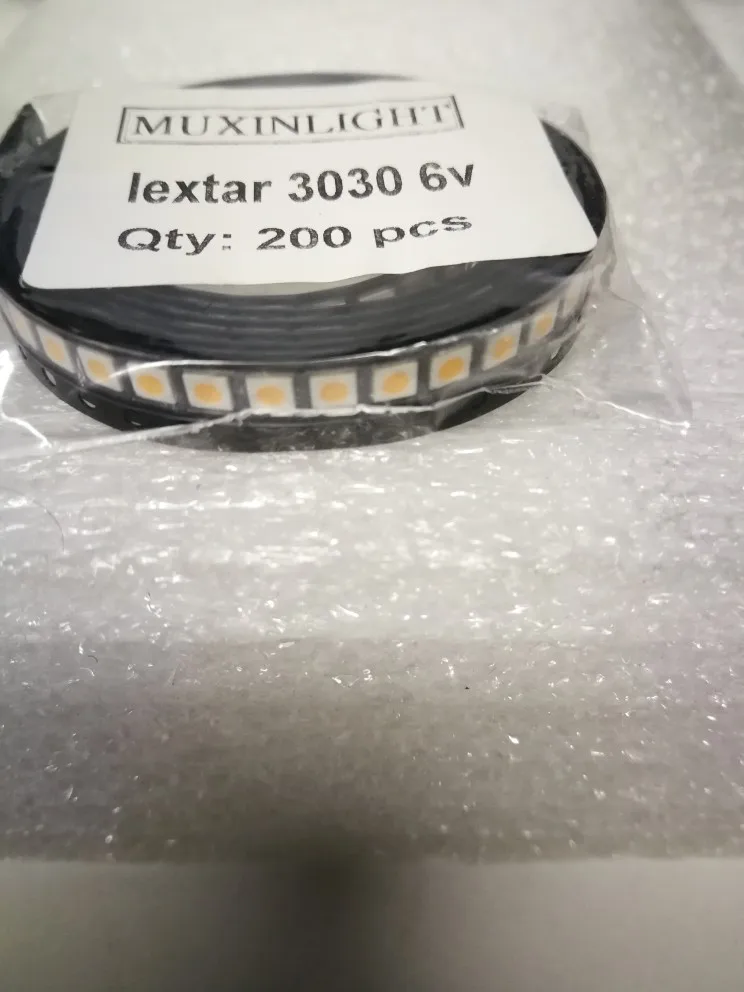 MUXINLIGHT
lextar 3030 6v
Qty: 200 pcs